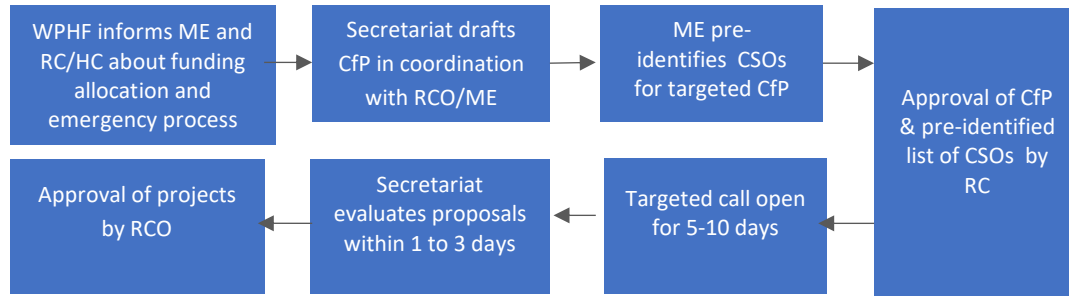 WPHF informs ME and
RC/HC about funding
allocation and
emergency process
Secretariat drafts
CfP in coordination
with RCO/ME
ME pre-
identifies CSOs
for targeted CfP
Approval of CfP
& pre-identified
list of CSOs by
RC
Targeted call open
for 5-10 days
Secretariat
evaluates proposals
within 1 to 3 days
Approval of projects
by RCO